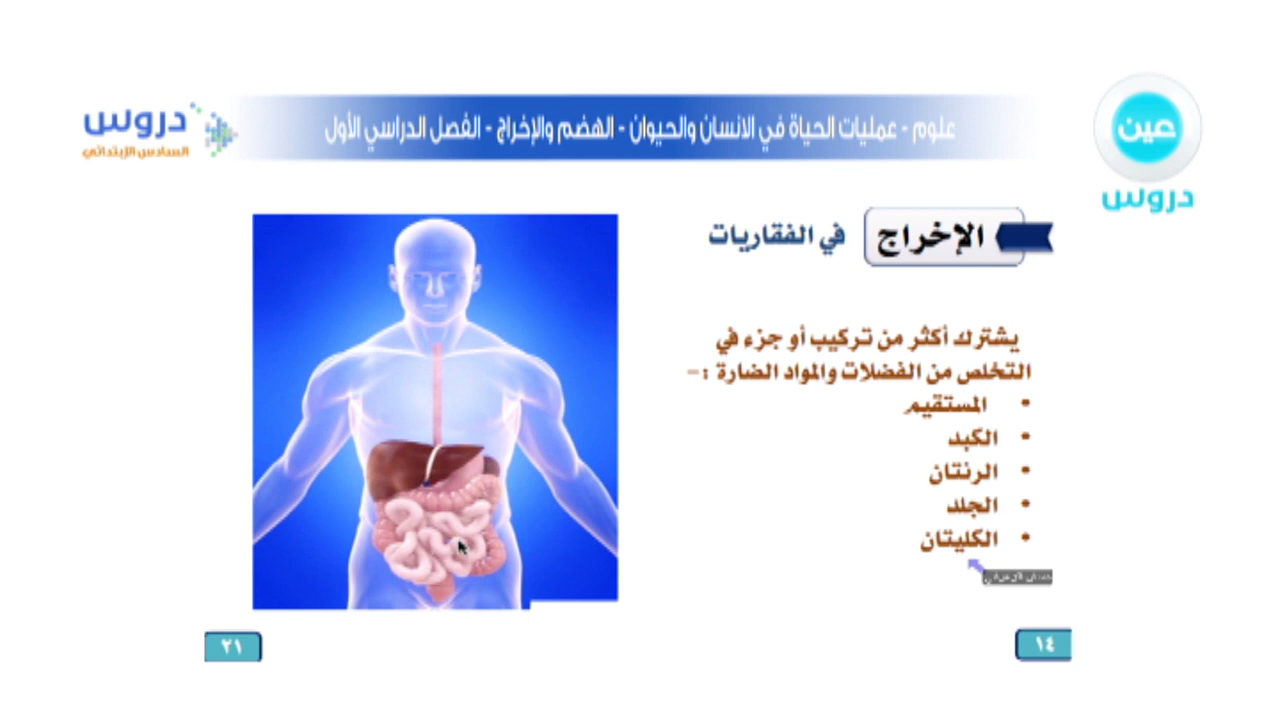 عين
دروس
علوم - عمليات الحياة في الانسان والحيوان - الهضم والإخراج - الفصل الدراسي الأول
دروس
السادس الإبتدائي
الإخراج في الفقاريات
يشترك أكثر من تركيب أو جزء في
التخلص من الفضلات والمواد الضارة :-
• المستقيم
• الكبد
• الرئتان
• الجلد
• الكليتان
١٤
٢١